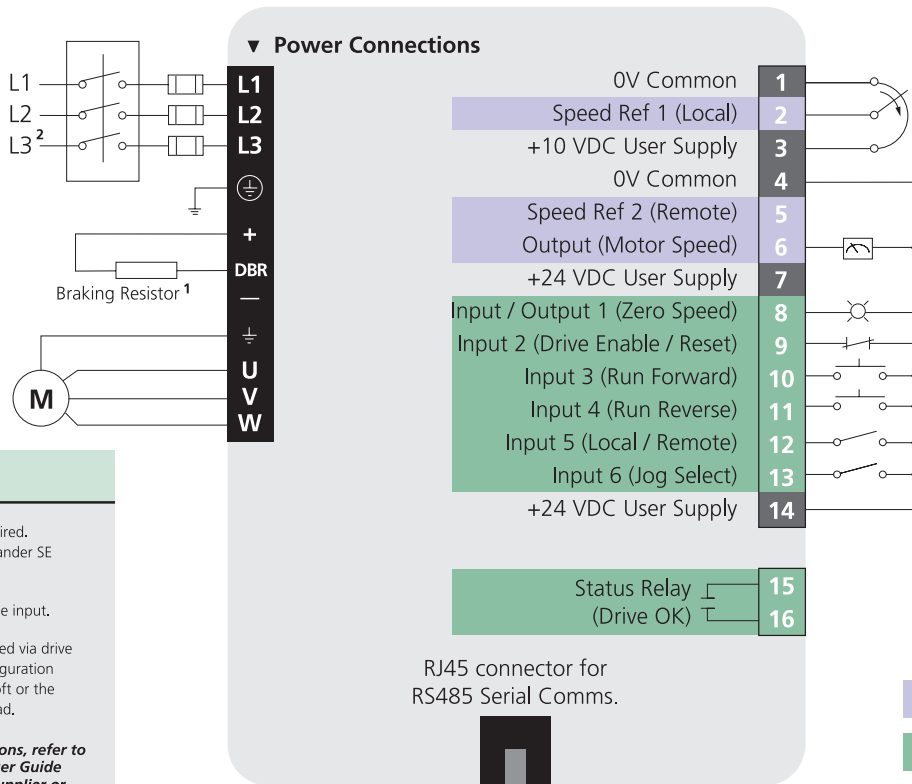 ▼ Power Connections
L1
L2
L3 2
L1
L2
L3
+
DBR
—
U
V
W
Braking Resistor 1
M
0V Common 1
Speed Ref 1 (Local) 2
+10 VDC User Supply 3
0V Common 4
Speed Ref 2 (Remote) 5
Output (Motor Speed) 6
+24 VDC User Supply 7
Input / Output 1 (Zero Speed) 8
Input 2 (Drive Enable / Reset) 9
Input 3 (Run Forward) 10
Input 4 (Run Reverse) 11
Input 5 (Local / Remote) 12
Input 6 (Jog Select) 13
+24 VDC User Supply 14
Status Relay 15
(Drive OK) 16
RJ45 connector for
RS485 Serial Comms.
ired.
ander SE
e input.
ed via drive
guration
ft or the
ad.
ons, refer to
er Guide